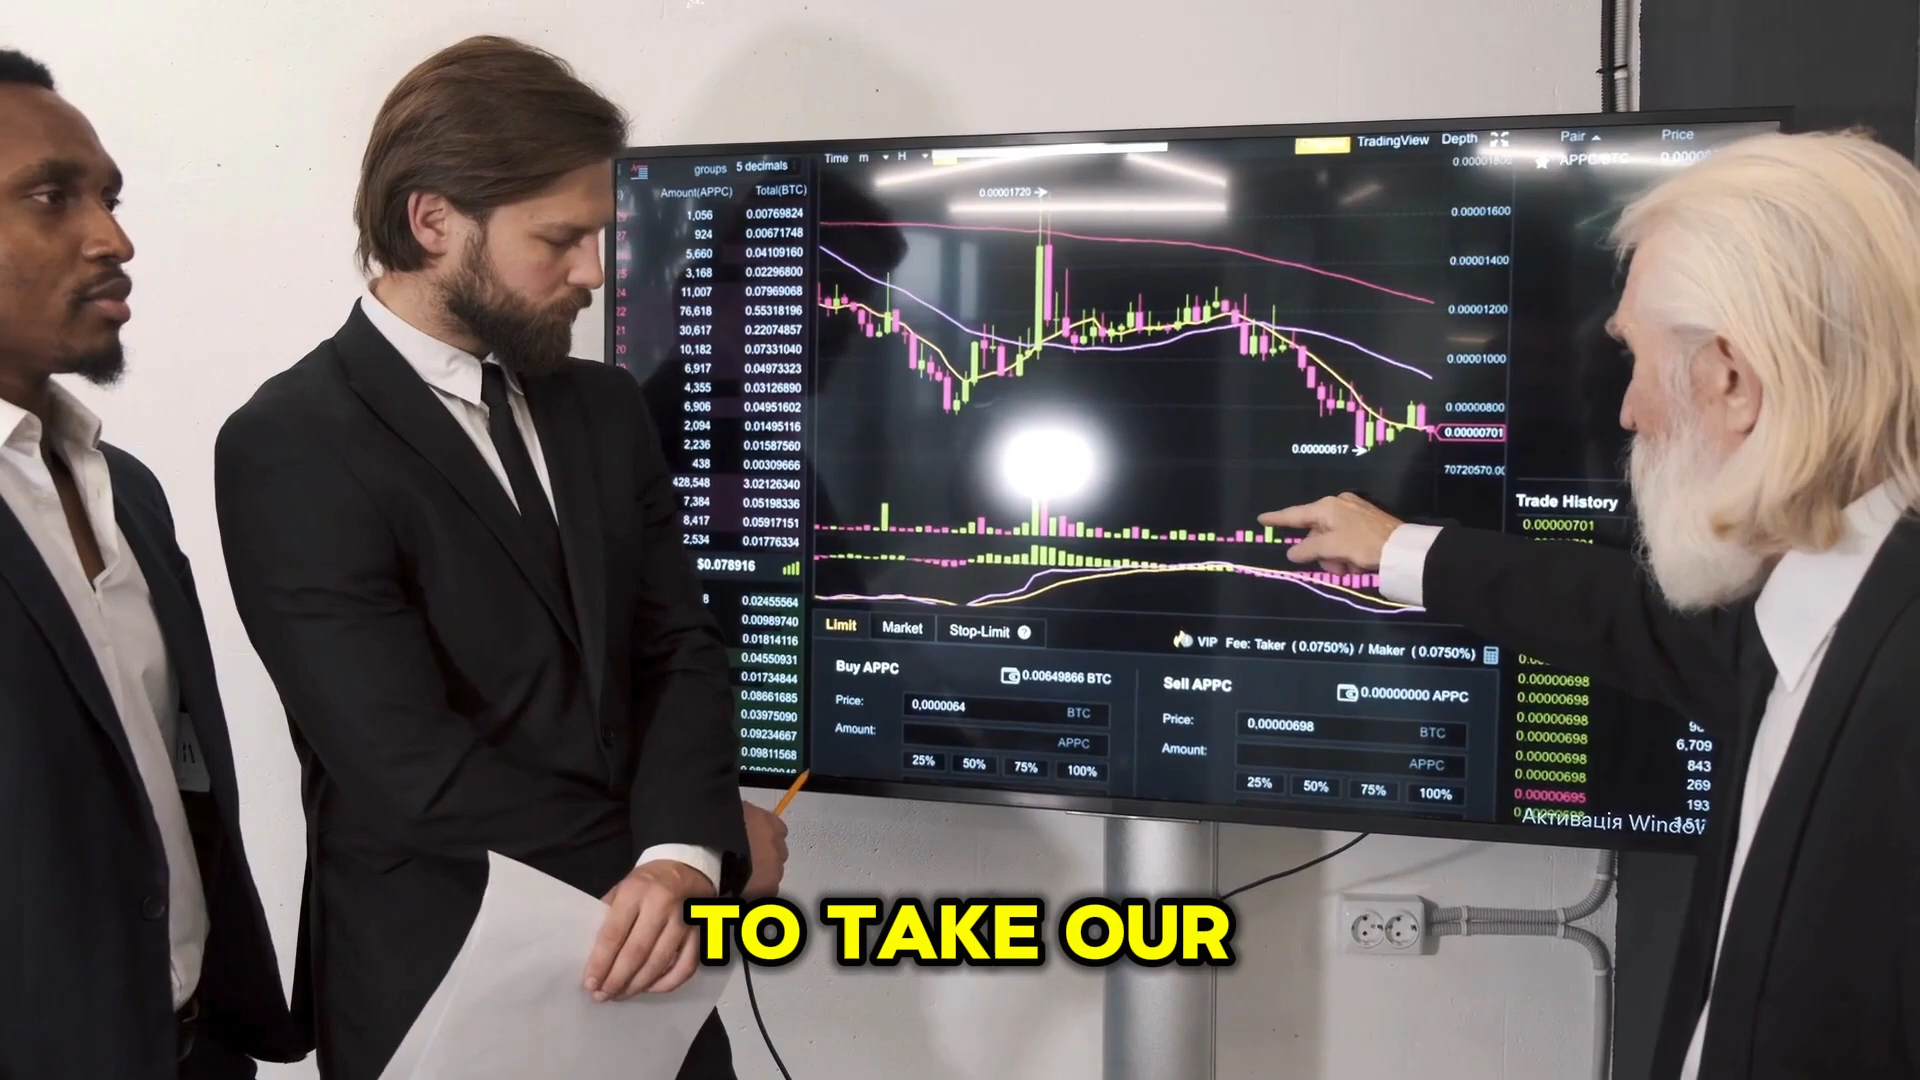 groups 5 decimals
Amount(APPC) Total(BTC)
1,056 0.00769824
924 0.00671748
5,660 0.04109160
3,168 0.02296800
11,007 0.07969068
76,618 0.55318196
30,617 0.22074857
10,182 0.07331040
6,917 0.04973323
4,355 0.03126890
6,906 0.04951602
2,094 0.01495116
2,236 0.01587560
438 0.00309666
428,548 3.02126340
7,384 0.05198336
8,417 0.05917151
2,534 0.01776334
$0.078916
8 0.02455564
0.00989740
0.01814116
0.04550931
0.01734844
0.08661685
0.03975090
0.09234667
0.09811568
Time m H
TradingView Depth
0.00001720
0.00001800
0.00001600
0.00001400
0.00001200
0.00001000
0.00000800
0.00000701
0.00000617
70720570.00
Limit Market Stop-Limit ?
VIP Fee: Taker ( 0.0750%) / Maker ( 0.0750%)
Buy APPC 0.00649866 BTC
Price: 0,0000064 BTC
Amount: APPC
25% 50% 75% 100%
Sell APPC 0.00000000 APPC
Price: 0,00000698 BTC
Amount: APPC
25% 50% 75% 100%
Pair Price
APPC/BTC
Trade History
0.00000701
0.00000698
0.00000698
0.00000698 6,709
0.00000698 843
0.00000698 269
0.00000695 193
Активація Window
TO TAKE OUR